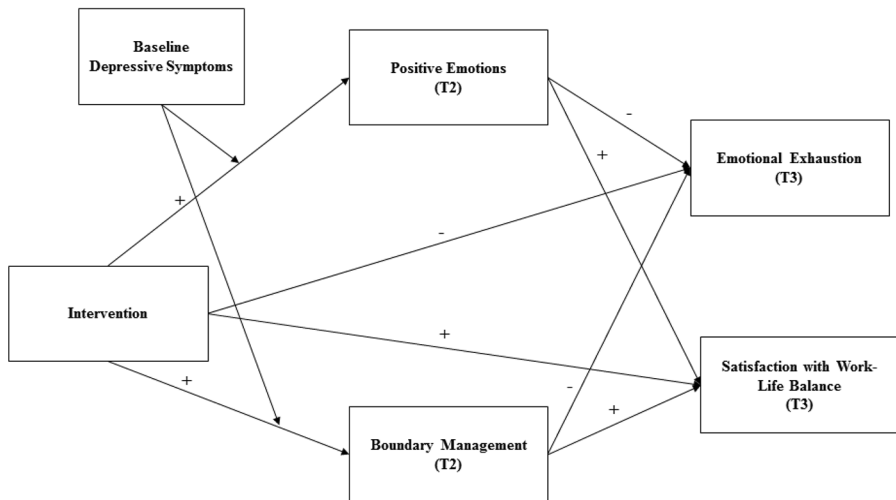 Baseline
Depressive Symptoms
Positive Emotions
(T2)
-
+
Emotional Exhaustion
(T3)
+
-
Intervention
+
+
Satisfaction with Work-
Life Balance
(T3)
-
+
Boundary Management
(T2)